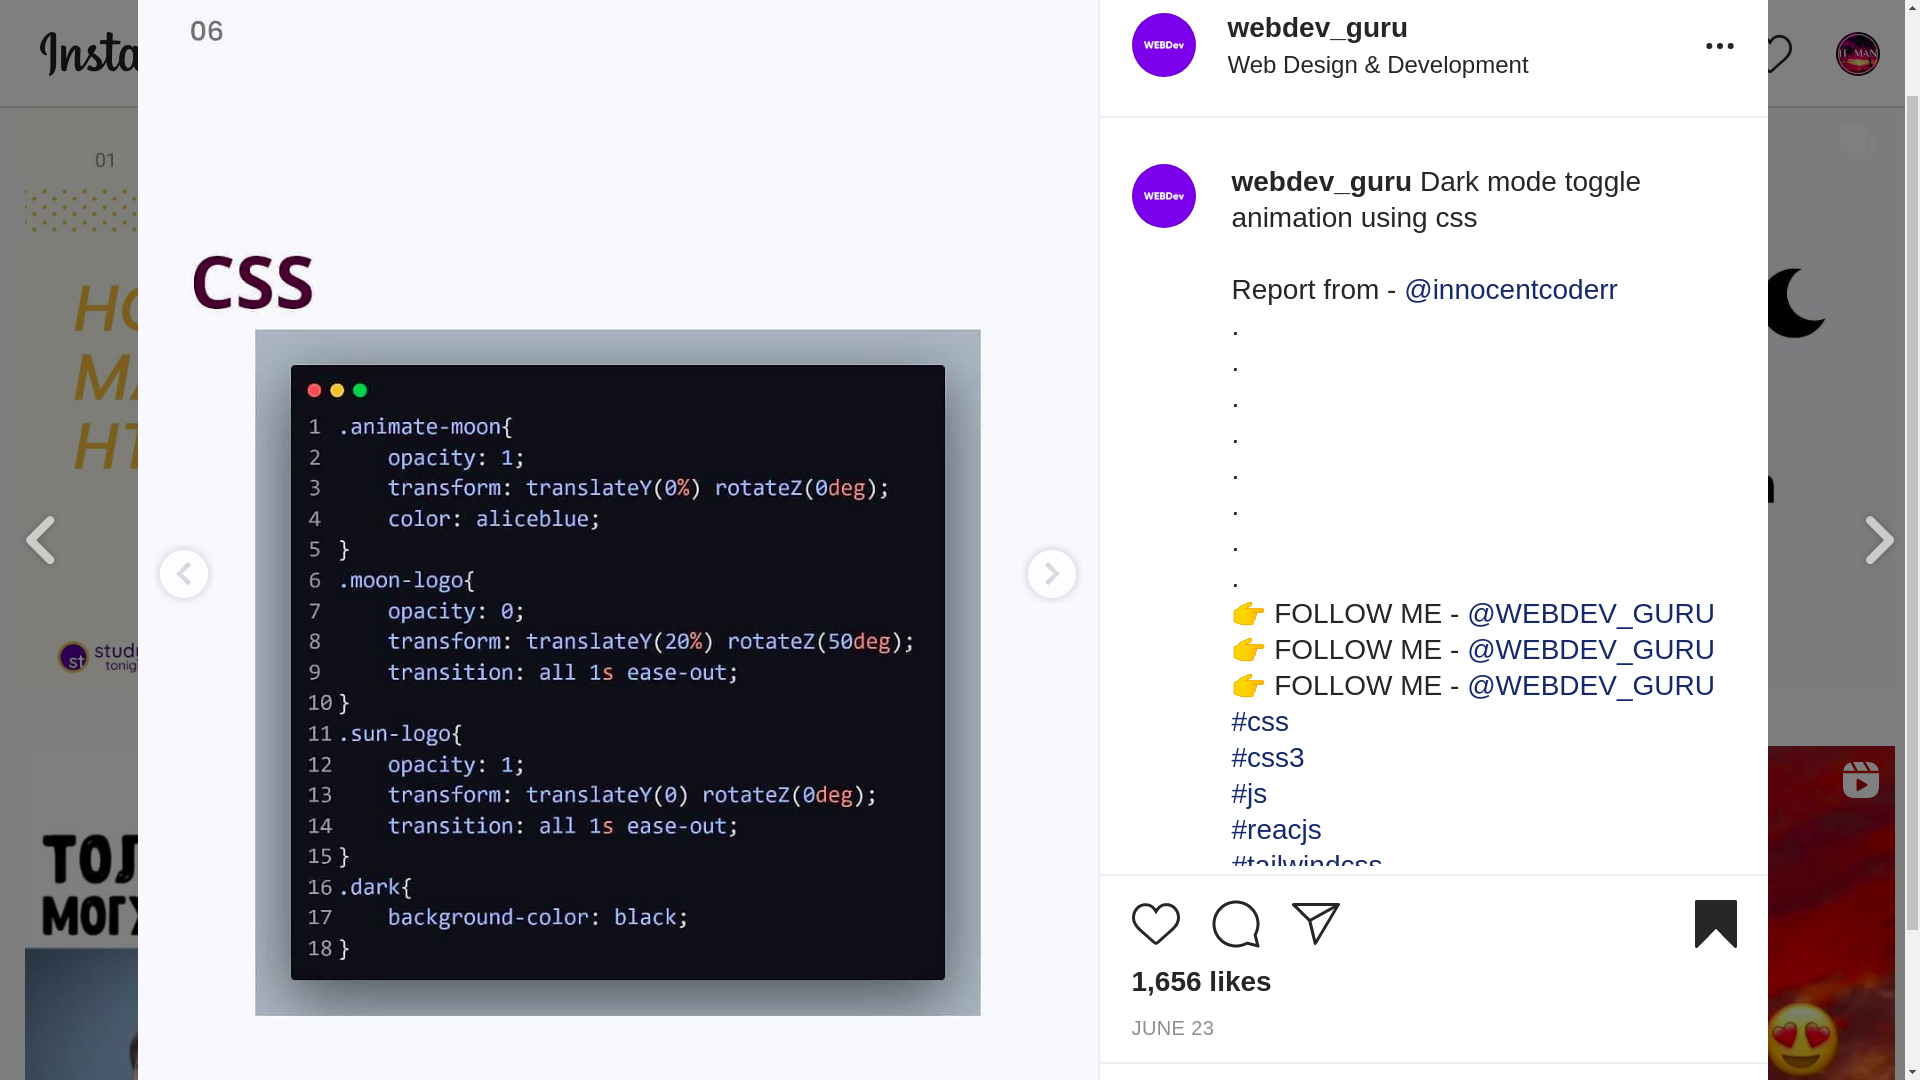 Insta
06
webdev_guru
Web Design & Development
IT MAN
01
webdev_guru Dark mode toggle
animation using css
Report from - @innocentcoderr
.
.
.
.
.
.
.
.
👉 FOLLOW ME - @WEBDEV_GURU
👉 FOLLOW ME - @WEBDEV_GURU
👉 FOLLOW ME - @WEBDEV_GURU
#css
#css3
#js
#reacjs
#tailwindcss
1,656 likes
JUNE 23
CSS
1 .animate-moon{
2     opacity: 1;
3     transform: translateY(0%) rotateZ(0deg);
4     color: aliceblue;
5 }
6 .moon-logo{
7     opacity: 0;
8     transform: translateY(20%) rotateZ(50deg);
9     transition: all 1s ease-out;
10 }
11 .sun-logo{
12     opacity: 1;
13     transform: translateY(0) rotateZ(0deg);
14     transition: all 1s ease-out;
15 }
16 .dark{
17     background-color: black;
18 }
WEBDev
WEBDev
HO
MA
HT
st
stud
tonig
ТОЛ
МОГУ